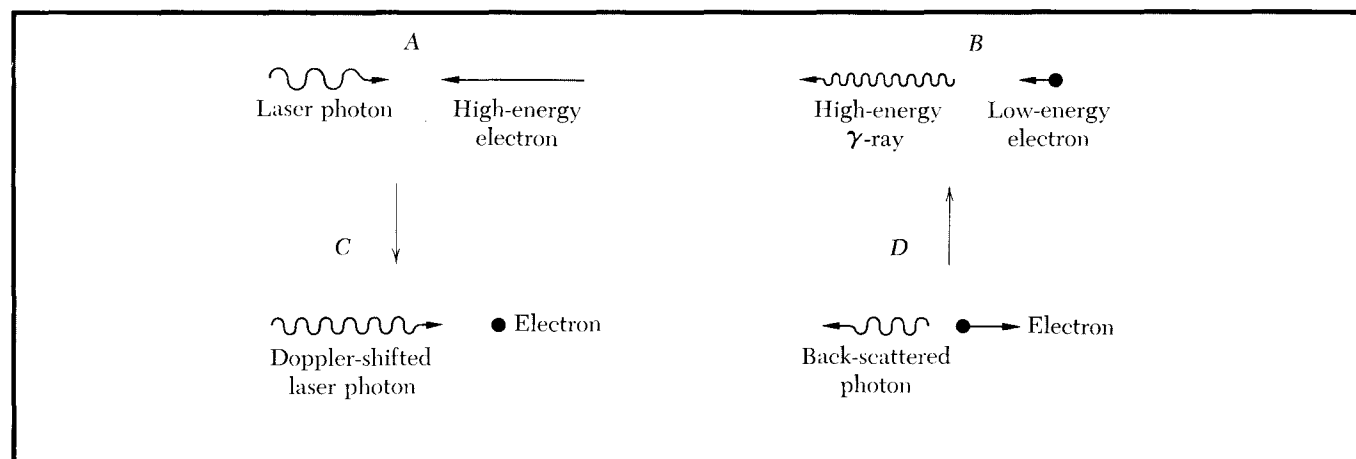 A
B
Laser photon
High-energy
electron
High-energy
γ-ray
Low-energy
electron
C
D
Electron
Doppler-shifted
laser photon
Electron
Back-scattered
photon